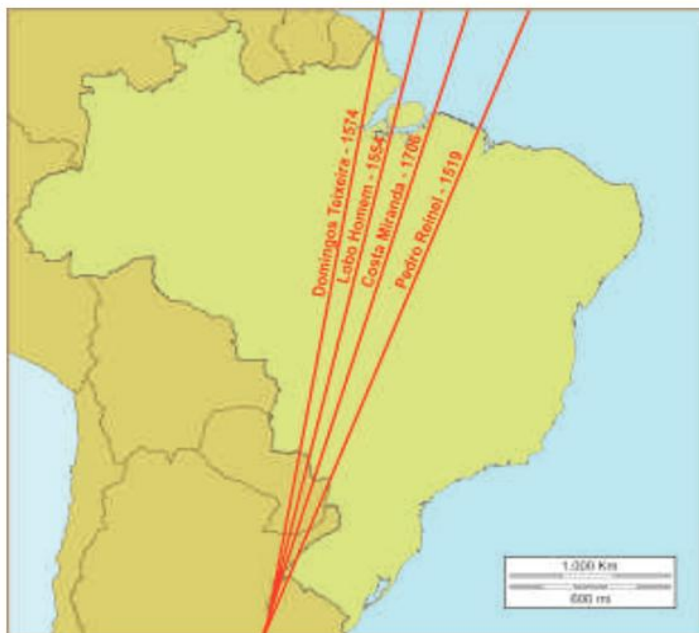 Domingos Teixeira - 1574
Lobo Homem - 1554
Costa Miranda - 1706
Pedro Reinel - 1519
1.000 Km
600 mi